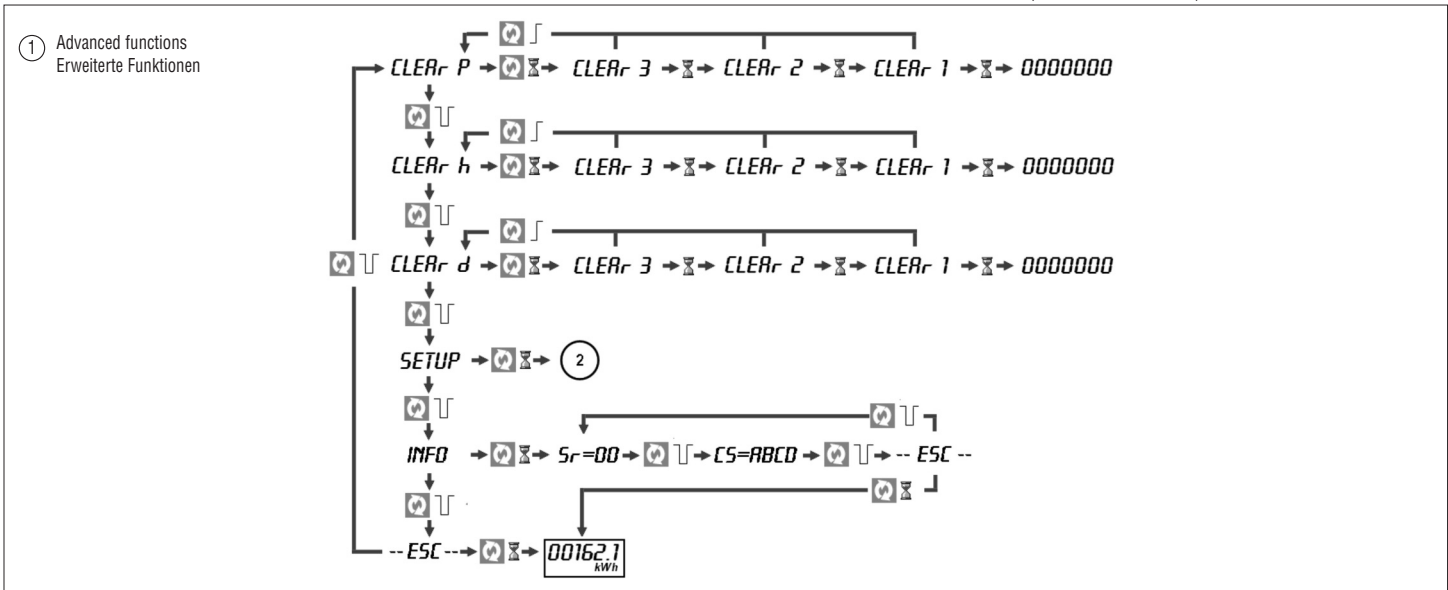 1 Advanced functions
Erweiterte Funktionen
CLEAr P CLEAr 3 CLEAr 2 CLEAr 1 0000000
CLEAr h CLEAr 3 CLEAr 2 CLEAr 1 0000000
CLEAr d CLEAr 3 CLEAr 2 CLEAr 1 0000000
SETUP 2
INFO Sr=00 CS=ABCD -- ESC --
-- ESC -- 00162.1
kWh